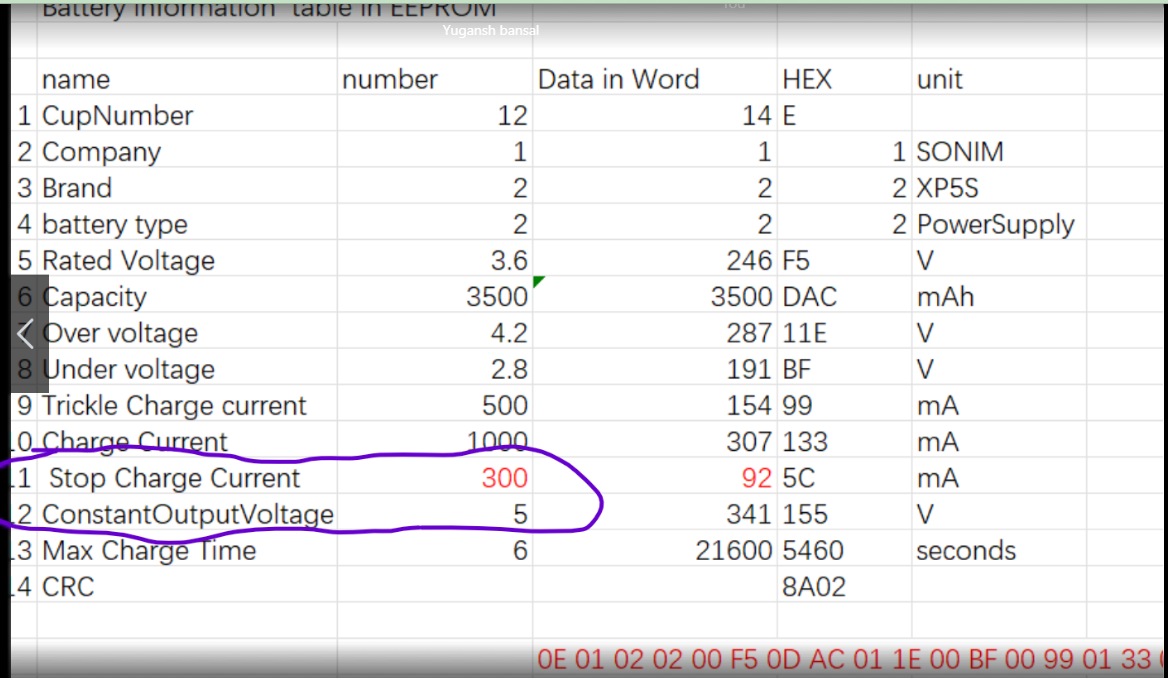 Battery Information table in EEPROM
You
Yugansh bansal
name number Data in Word HEX unit
1 CupNumber 12 14 E
2 Company 1 1 1 SONIM
3 Brand 2 2 2 XP5S
4 battery type 2 2 2 PowerSupply
5 Rated Voltage 3.6 246 F5 V
6 Capacity 3500 3500 DAC mAh
7 Over voltage 4.2 287 11E V
8 Under voltage 2.8 191 BF V
9 Trickle Charge current 500 154 99 mA
.0 Charge Current 1000 307 133 mA
.1 Stop Charge Current 300 92 5C mA
.2 ConstantOutputVoltage 5 341 155 V
.3 Max Charge Time 6 21600 5460 seconds
.4 CRC 8A02
0E 01 02 02 00 F5 0D AC 01 1E 00 BF 00 99 01 33